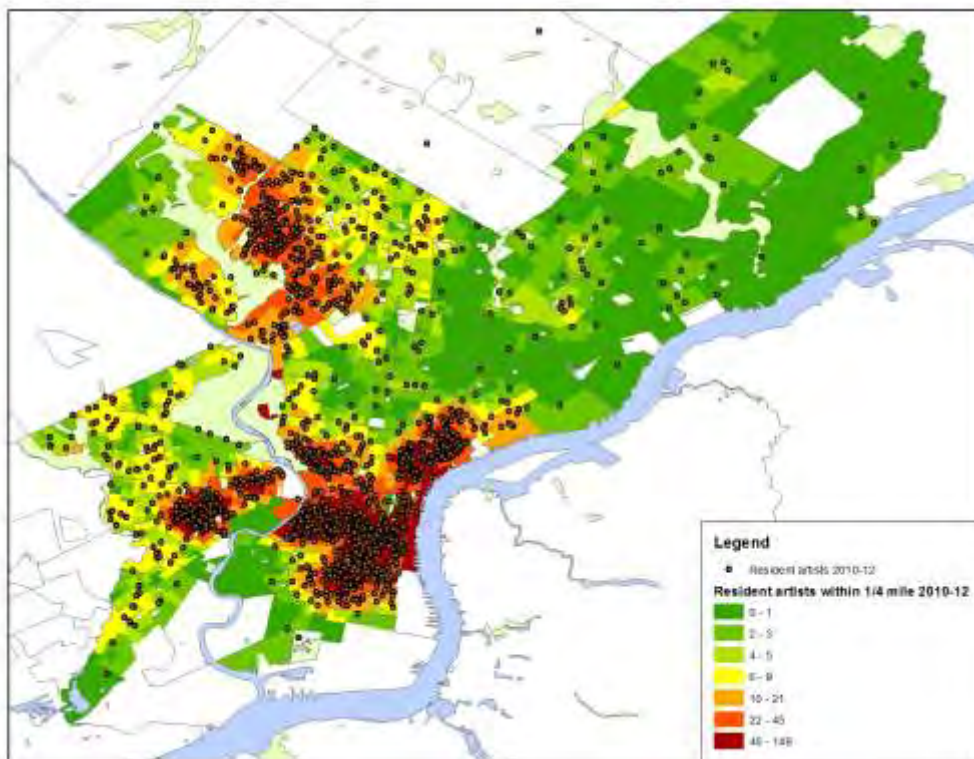 Legend
Resident artists 2010-12
Resident artists within 1/4 mile 2010-12
0 - 1
2 - 3
4 - 5
6 - 9
10 - 21
22 - 45
46 - 149